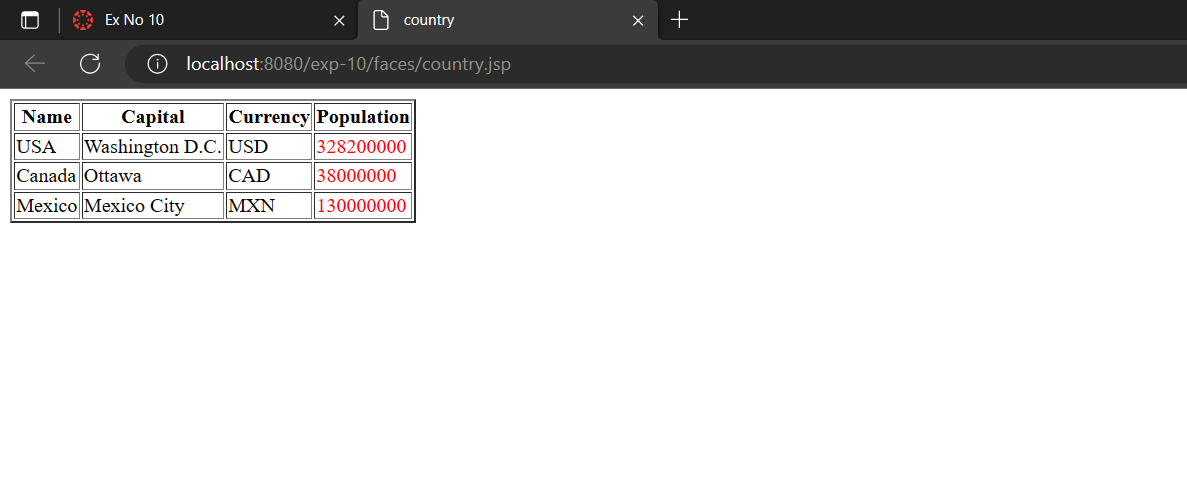 Ex No 10
country
localhost:8080/exp-10/faces/country.jsp
Name Capital Currency Population
USA Washington D.C. USD 328200000
Canada Ottawa CAD 38000000
Mexico Mexico City MXN 130000000